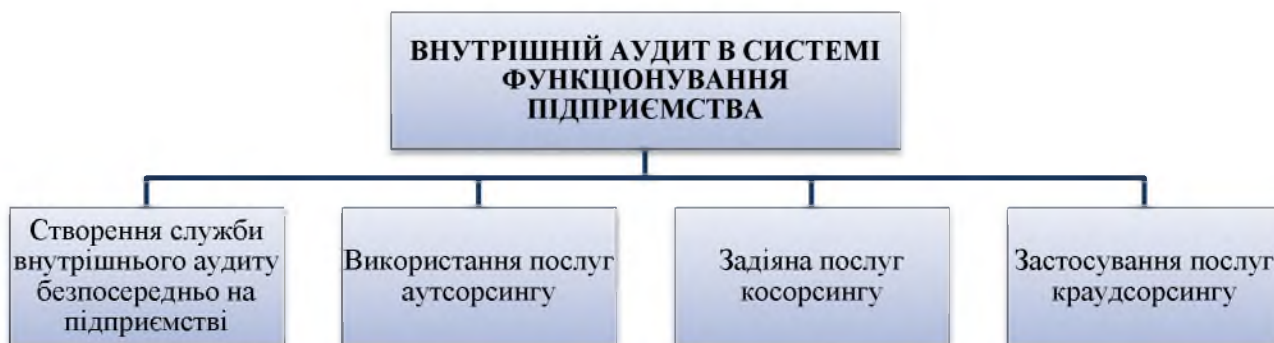 ВНУТРІШНІЙ АУДИТ В СИСТЕМІ
ФУНКЦІОНУВАННЯ
ПІДПРИЄМСТВА
Створення служби
внутрішнього аудиту
безпосередньо на
підприємстві
Використання послуг
аутсорсингу
Задіяна послуг
косорсингу
Застосування послуг
краудсорсингу